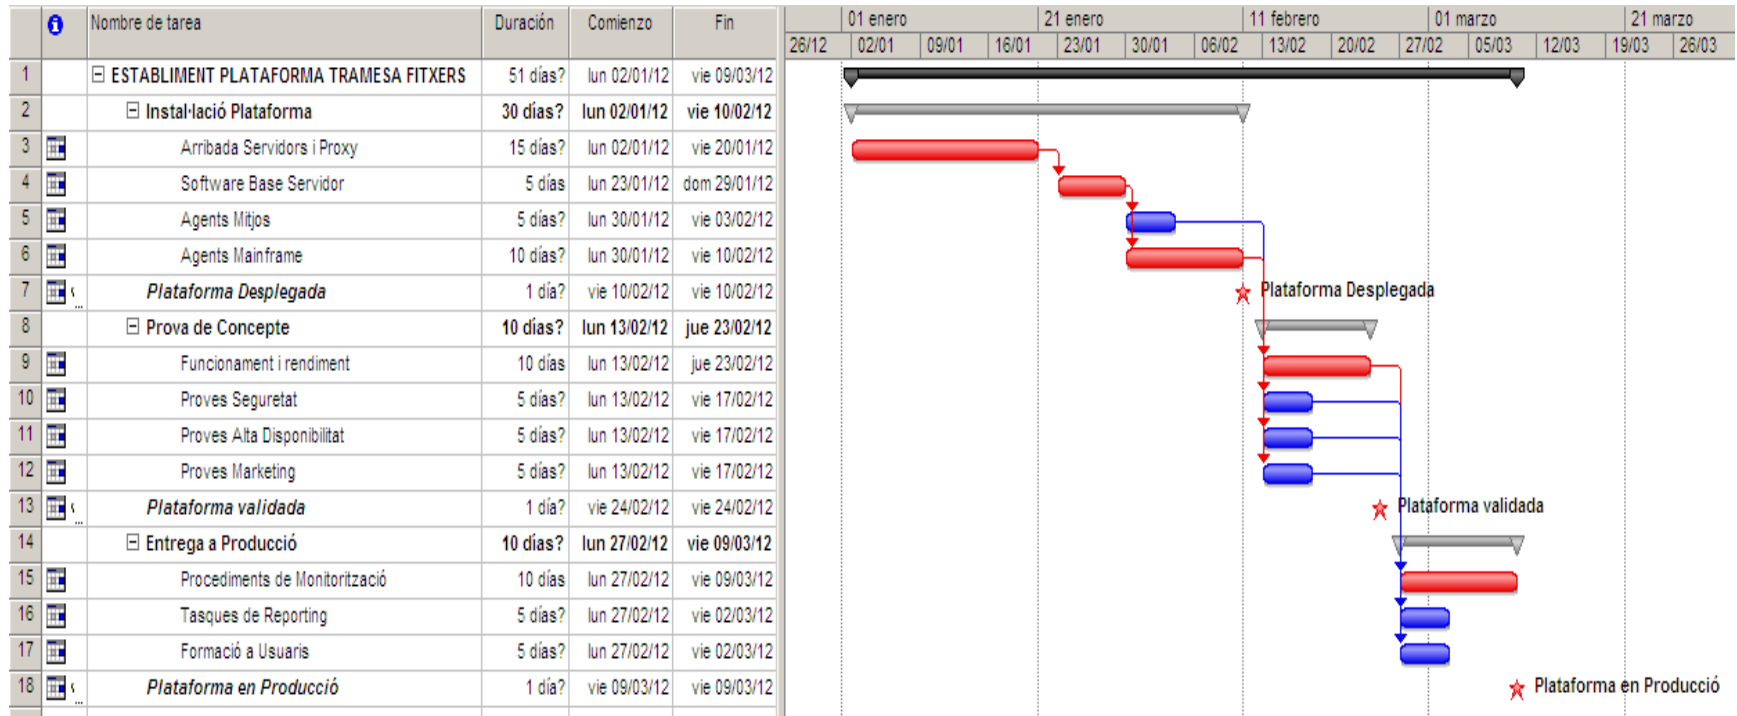 Nombre de tarea Duración Comienzo Fin 01 enero 21 enero 11 febrero 01 marzo 21 marzo
26/12 02/01 09/01 16/01 23/01 30/01 06/02 13/02 20/02 27/02 05/03 12/03 19/03 26/03
1 ESTABLIMENT PLATAFORMA TRAMESA FITXERS 51 días? lun 02/01/12 vie 09/03/12
2 Instal·lació Plataforma 30 días? lun 02/01/12 vie 10/02/12
3 Arribada Servidors i Proxy 15 días? lun 02/01/12 vie 20/01/12
4 Software Base Servidor 5 días lun 23/01/12 dom 29/01/12
5 Agents Mitjos 5 días? lun 30/01/12 vie 03/02/12
6 Agents Mainframe 10 días? lun 30/01/12 vie 10/02/12
7 Plataforma Desplegada 1 día? vie 10/02/12 vie 10/02/12 Plataforma Desplegada
8 Prova de Concepte 10 días? lun 13/02/12 jue 23/02/12
9 Funcionament i rendiment 10 días lun 13/02/12 jue 23/02/12
10 Proves Seguretat 5 días? lun 13/02/12 vie 17/02/12
11 Proves Alta Disponibilitat 5 días? lun 13/02/12 vie 17/02/12
12 Proves Marketing 5 días? lun 13/02/12 vie 17/02/12
13 Plataforma validada 1 día? vie 24/02/12 vie 24/02/12 Plataforma validada
14 Entrega a Producció 10 días? lun 27/02/12 vie 09/03/12
15 Procediments de Monitorització 10 días lun 27/02/12 vie 09/03/12
16 Tasques de Reporting 5 días? lun 27/02/12 vie 02/03/12
17 Formació a Usuaris 5 días? lun 27/02/12 vie 02/03/12
18 Plataforma en Producció 1 día? vie 09/03/12 vie 09/03/12 Plataforma en Producció